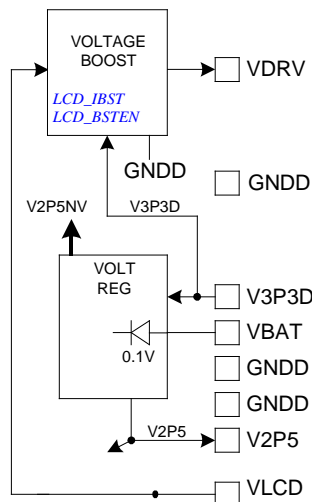 VOLTAGE
BOOST
VDRV
LCD_IBST
LCD_BSTEN
GNDD
GNDD
V2P5NV
V3P3D
VOLT
REG
V3P3D
VBAT
0.1V
GNDD
GNDD
V2P5
V2P5
VLCD